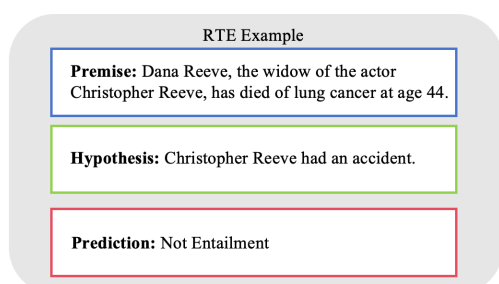 RTE Example
Premise: Dana Reeve, the widow of the actor
Christopher Reeve, has died of lung cancer at age 44.
Hypothesis: Christopher Reeve had an accident.
Prediction: Not Entailment